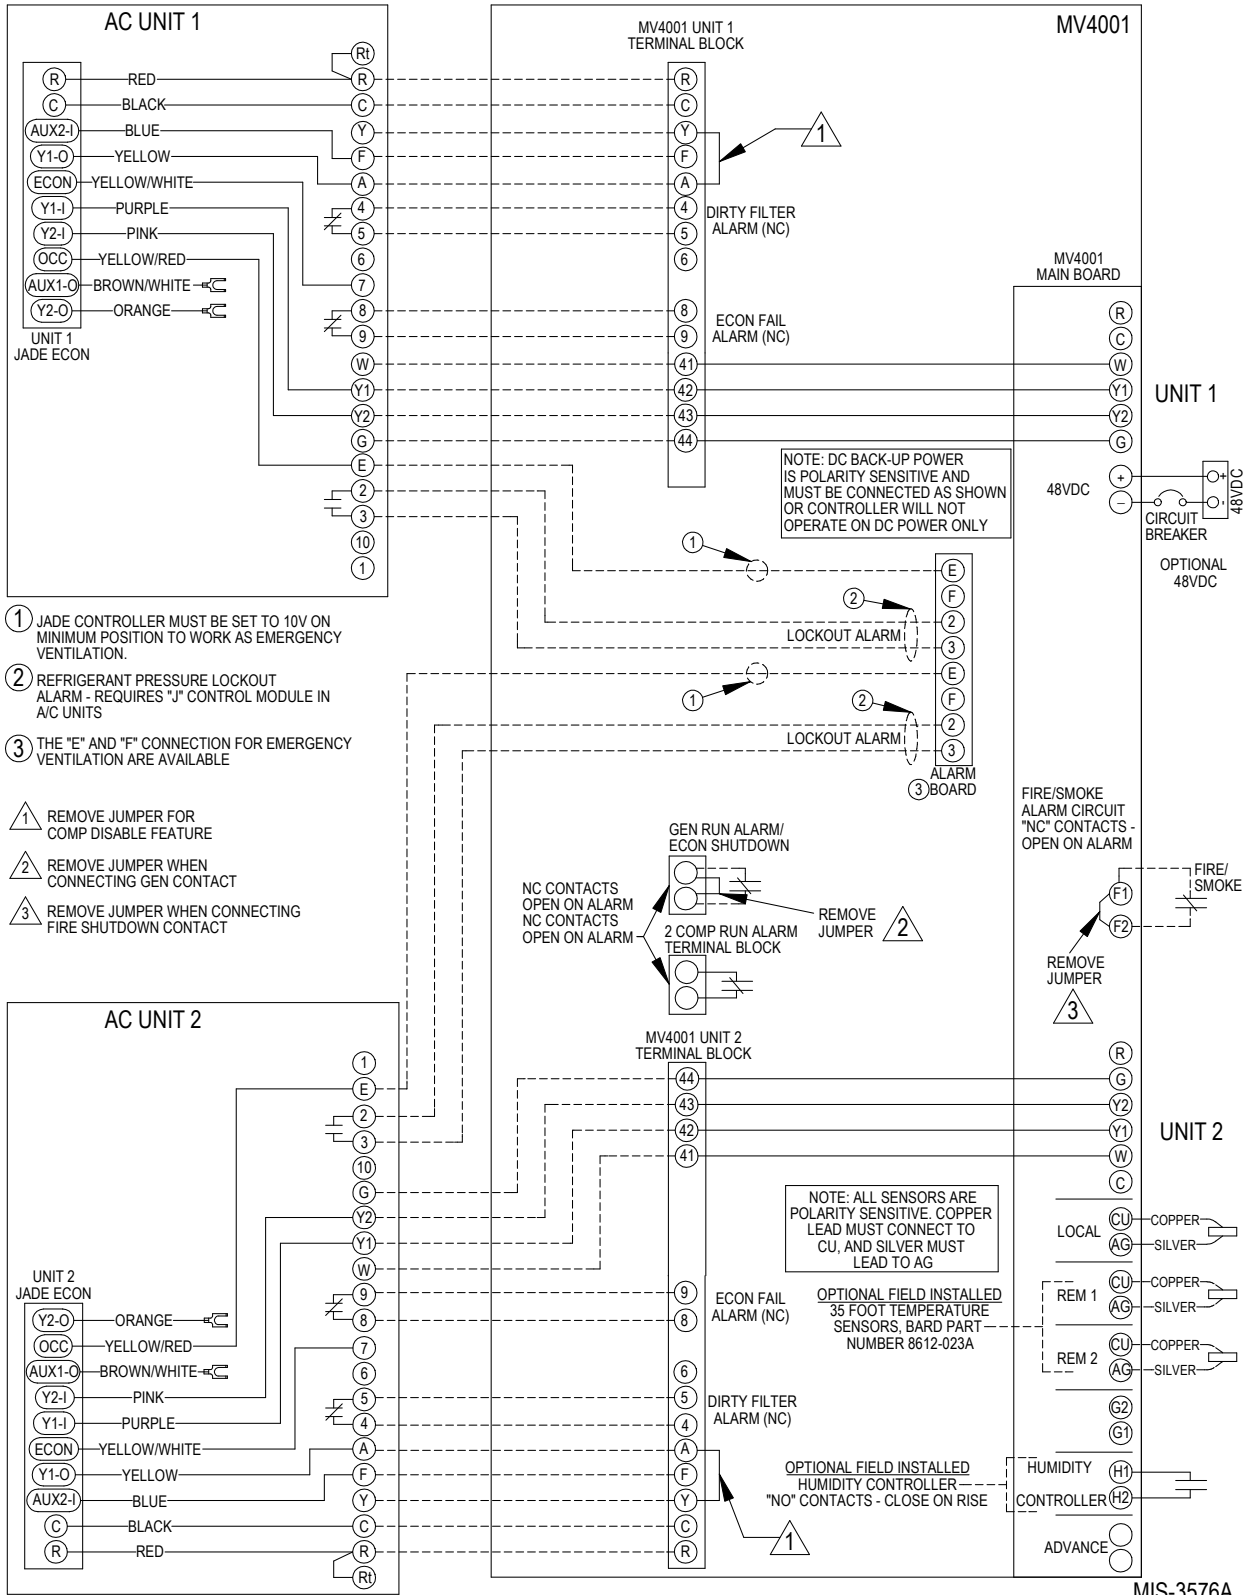 AC UNIT 1
R
RED
C
BLACK
AUX2-I
BLUE
Y1-O
YELLOW
ECON
YELLOW/WHITE
Y1-I
PURPLE
Y2-I
PINK
OCC
YELLOW/RED
AUX1-O
BROWN/WHITE
Y2-O
ORANGE
UNIT 1
JADE ECON
Rt
R
C
Y
F
A
4
5
6
7
8
9
W
Y1
Y2
G
E
2
3
10
1
MV4001
MV4001 UNIT 1
TERMINAL BLOCK
R
C
Y
F
A
4
5
6
8
9
41
42
43
44
1
DIRTY FILTER
ALARM (NC)
ECON FAIL
ALARM (NC)
MV4001
MAIN BOARD
R
C
W
Y1
Y2
G
UNIT 1
NOTE: DC BACK-UP POWER
IS POLARITY SENSITIVE AND
MUST BE CONNECTED AS SHOWN
OR CONTROLLER WILL NOT
OPERATE ON DC POWER ONLY
48VDC
+
–
CIRCUIT
BREAKER
+
-
48VDC
OPTIONAL
48VDC
1
2
LOCKOUT ALARM
1
2
LOCKOUT ALARM
E
F
2
3
E
F
2
3
ALARM
3 BOARD
1 JADE CONTROLLER MUST BE SET TO 10V ON
MINIMUM POSITION TO WORK AS EMERGENCY
VENTILATION.
2 REFRIGERANT PRESSURE LOCKOUT
ALARM - REQUIRES "J" CONTROL MODULE IN
A/C UNITS
3 THE "E" AND "F" CONNECTION FOR EMERGENCY
VENTILATION ARE AVAILABLE
1 REMOVE JUMPER FOR
COMP DISABLE FEATURE
2 REMOVE JUMPER WHEN
CONNECTING GEN CONTACT
3 REMOVE JUMPER WHEN CONNECTING
FIRE SHUTDOWN CONTACT
GEN RUN ALARM/
ECON SHUTDOWN
NC CONTACTS
OPEN ON ALARM
NC CONTACTS
OPEN ON ALARM
REMOVE
JUMPER
2
2 COMP RUN ALARM
TERMINAL BLOCK
FIRE/SMOKE
ALARM CIRCUIT
"NC" CONTACTS -
OPEN ON ALARM
F1
F2
FIRE/
SMOKE
REMOVE
JUMPER
3
AC UNIT 2
1
E
2
3
10
G
Y2
Y1
W
9
8
7
6
5
4
A
F
Y
C
R
Rt
UNIT 2
JADE ECON
Y2-O
ORANGE
OCC
YELLOW/RED
AUX1-O
BROWN/WHITE
Y2-I
PINK
Y1-I
PURPLE
ECON
YELLOW/WHITE
Y1-O
YELLOW
AUX2-I
BLUE
C
BLACK
R
RED
MV4001 UNIT 2
TERMINAL BLOCK
44
43
42
41
9
8
6
5
4
A
F
Y
C
R
ECON FAIL
ALARM (NC)
DIRTY FILTER
ALARM (NC)
1
R
G
Y2
Y1
W
C
UNIT 2
NOTE: ALL SENSORS ARE
POLARITY SENSITIVE. COPPER
LEAD MUST CONNECT TO
CU, AND SILVER MUST
LEAD TO AG
LOCAL
CU
COPPER
AG
SILVER
OPTIONAL FIELD INSTALLED
35 FOOT TEMPERATURE
SENSORS, BARD PART
NUMBER 8612-023A
REM 1
CU
COPPER
AG
SILVER
REM 2
CU
COPPER
AG
SILVER
G2
G1
OPTIONAL FIELD INSTALLED
HUMIDITY CONTROLLER
"NO" CONTACTS - CLOSE ON RISE
HUMIDITY
H1
CONTROLLER
H2
ADVANCE
MIS-3576A